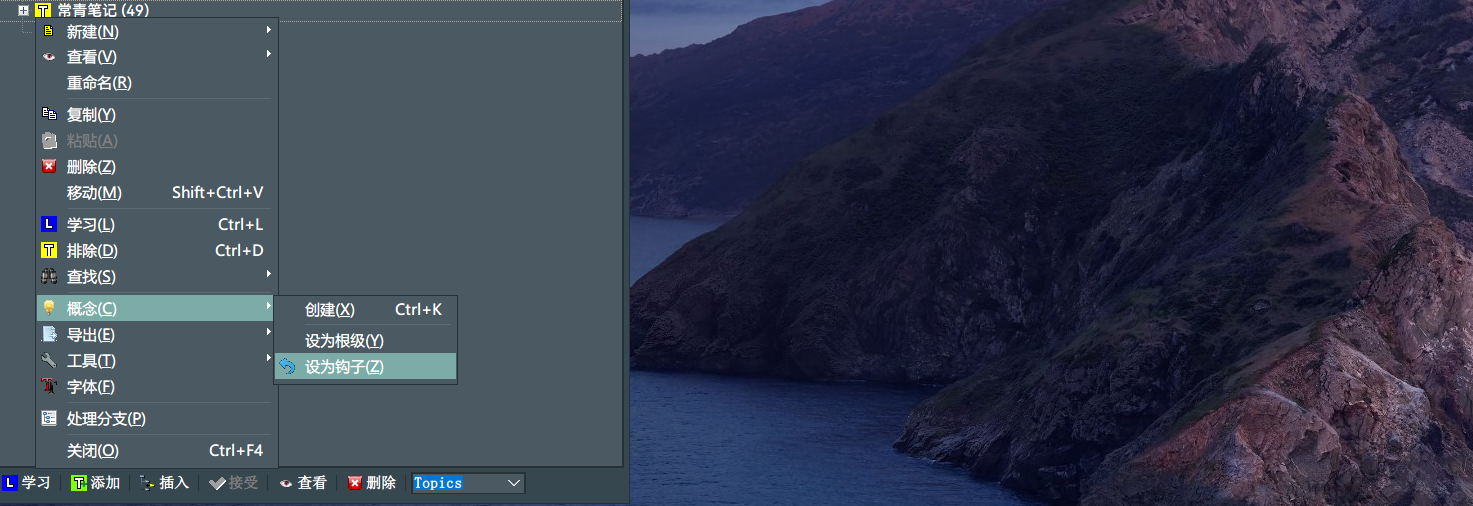 常青笔记 (49)
新建(N)
查看(V)
重命名(R)
复制(Y)
粘贴(A)
删除(Z)
移动(M) Shift+Ctrl+V
学习(L) Ctrl+L
排除(D) Ctrl+D
查找(S)
概念(C)
导出(E)
工具(T)
字体(F)
处理分支(P)
关闭(O) Ctrl+F4
创建(X) Ctrl+K
设为根级(Y)
设为钩子(Z)
学习 添加 插入 接受 查看 删除 Topics